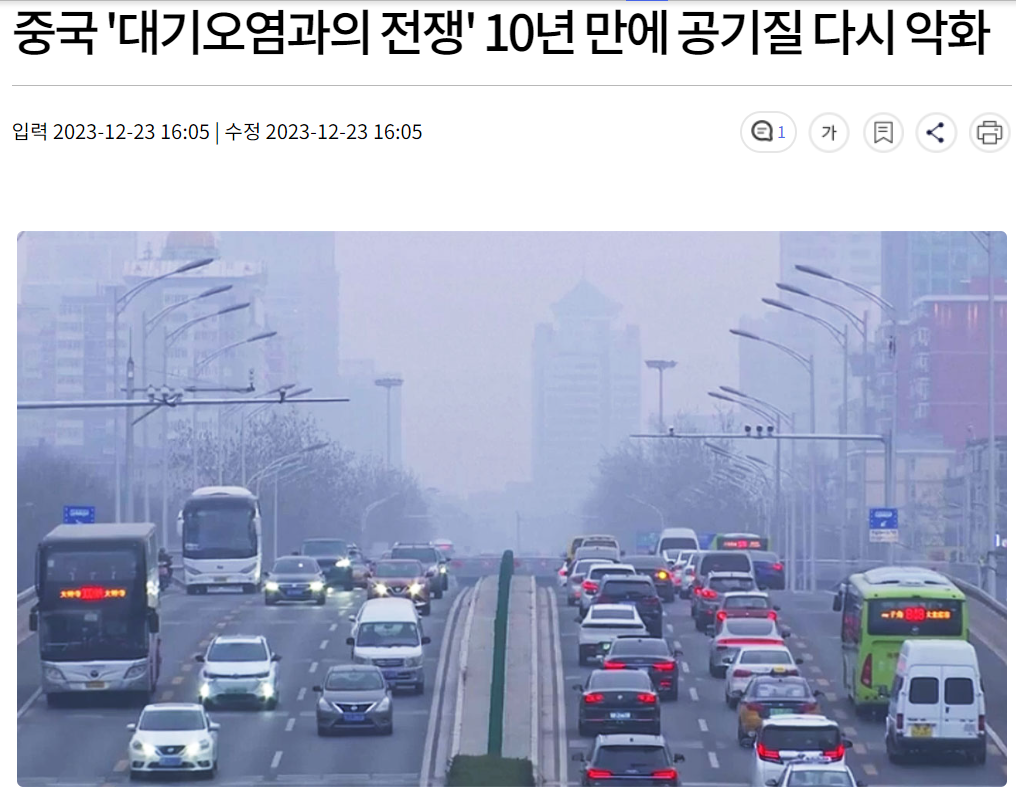 중국 '대기오염과의 전쟁' 10년 만에 공기질 다시 악화
입력 2023-12-23 16:05 | 수정 2023-12-23 16:05
1
가